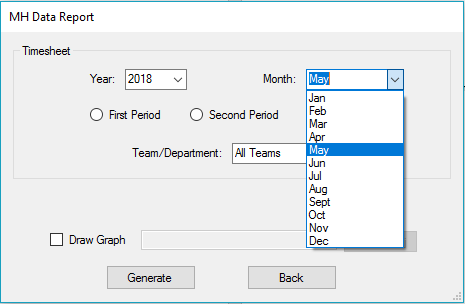 MH Data Report
Timesheet
Year: 2018 Month: May
Jan
Feb
Mar
Apr
May
Jun
Jul
Aug
Sept
Oct
Nov
Dec
First Period Second Period
Team/Department: All Teams
Draw Graph
Generate Back